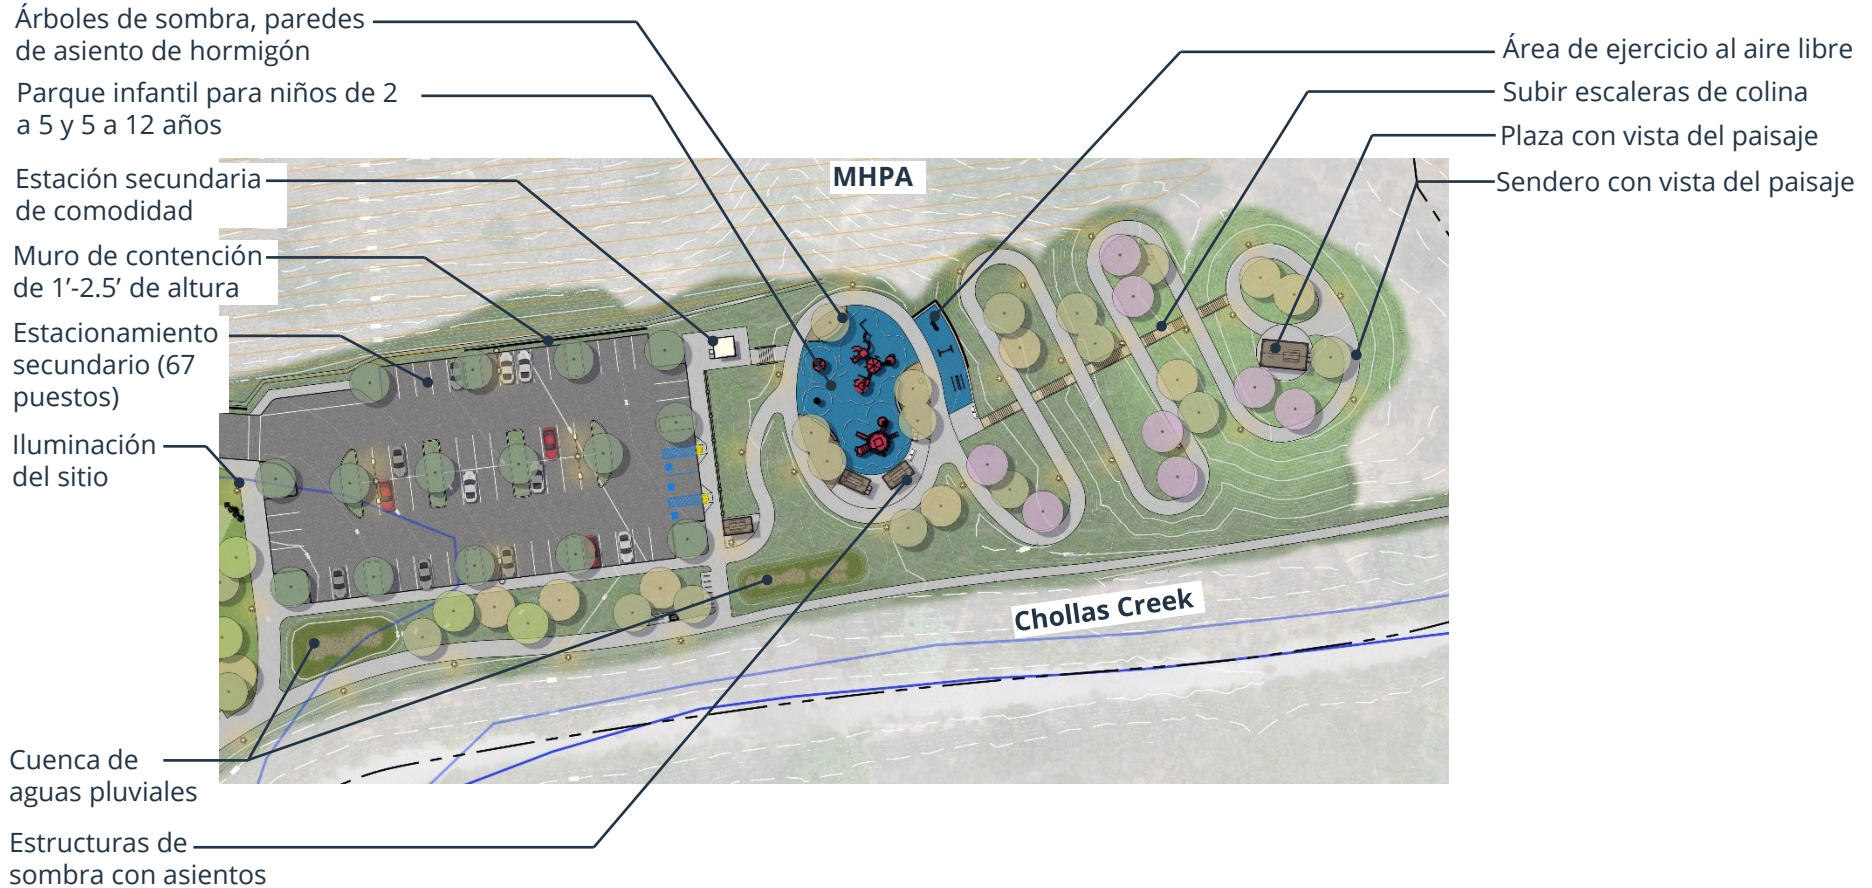 Árboles de sombra, paredes
de asiento de hormigón
Parque infantil para niños de 2
a 5 y 5 a 12 años
Estación secundaria
de comodidad
Muro de contención
de 1’-2.5’ de altura
Estacionamiento
secundario (67
puestos)
Iluminación
del sitio
Cuenca de
aguas pluviales
Estructuras de
sombra con asientos
MHPA
Chollas Creek
Área de ejercicio al aire libre
Subir escaleras de colina
Plaza con vista del paisaje
Sendero con vista del paisaje